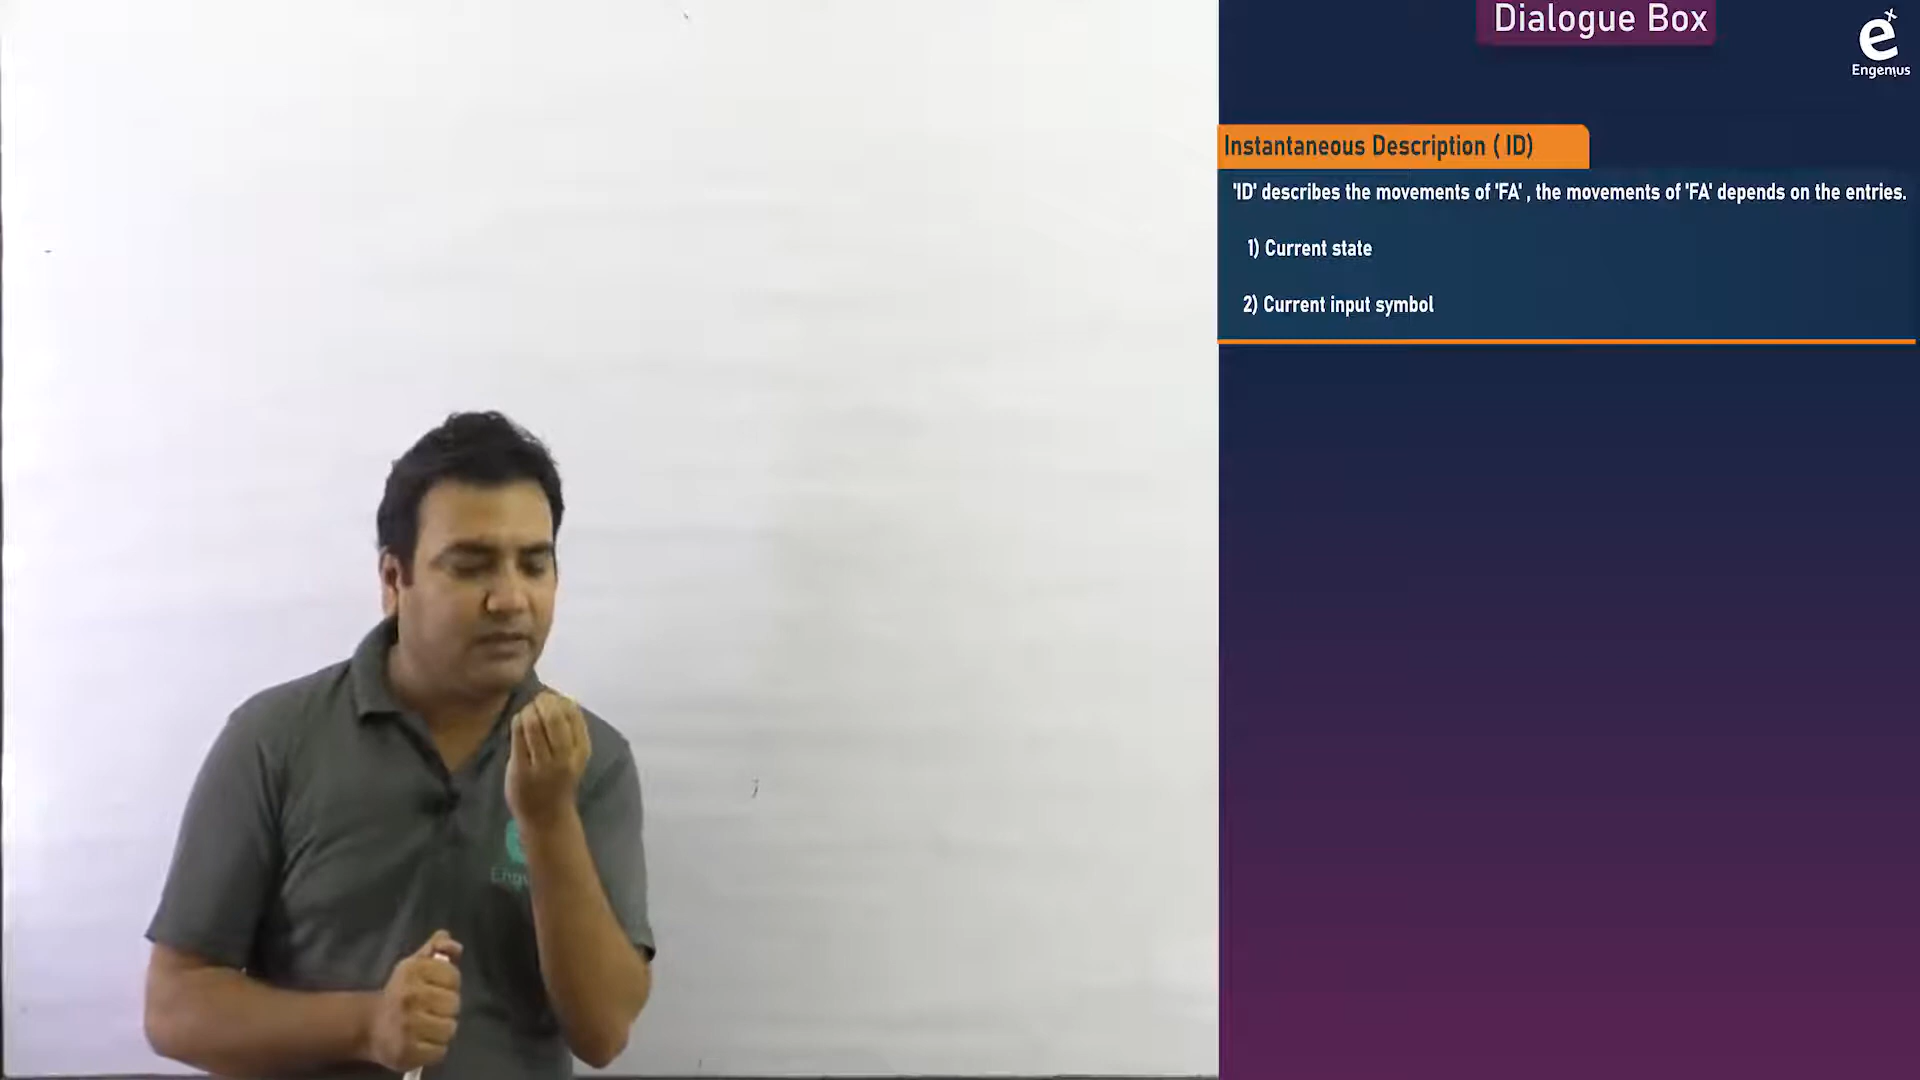 Dialogue Box
e^x
Engenius
Instantaneous Description ( ID)
'ID' describes the movements of 'FA' , the movements of 'FA' depends on the entries.
1) Current state
2) Current input symbol